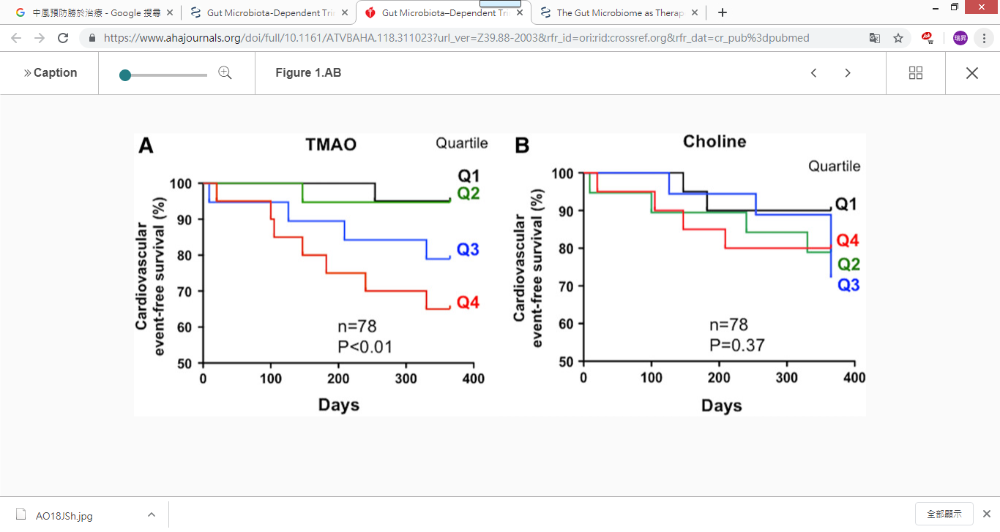 中風預防勝於治療 - Google 搜尋
Gut Microbiota-Dependent Tri
Gut Microbiota–Dependent Tri
The Gut Microbiome as Therap
https://www.ahajournals.org/doi/full/10.1161/ATVBAHA.118.311023?url_ver=Z39.88-2003&rfr_id=ori:rid:crossref.org&rfr_dat=cr_pub%3dpubmed
瑞昇
» Caption
Figure 1.AB
A
TMAO
Quartile
Cardiovascular
event-free survival (%)
100
90
80
70
60
50
Q1
Q2
Q3
Q4
n=78
P<0.01
0 100 200 300 400
Days
B
Choline
Quartile
Cardiovascular
event-free survival (%)
100
90
80
70
60
50
Q1
Q4
Q2
Q3
n=78
P=0.37
0 100 200 300 400
Days
AO18JSh.jpg
全部顯示